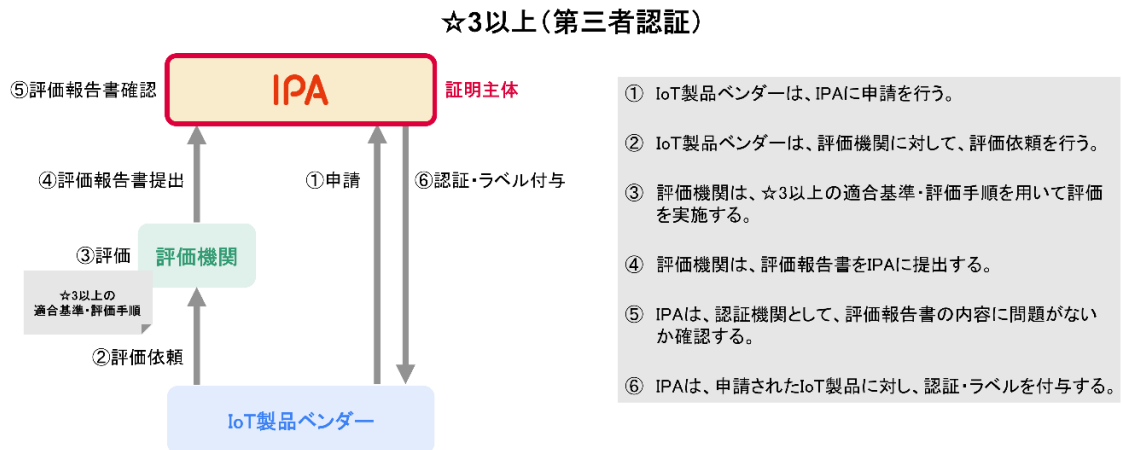 ☆3以上（第三者認証）
⑤評価報告書確認
IPA
証明主体
④評価報告書提出
①申請
⑥認証・ラベル付与
③評価
評価機関
☆3以上の
適合基準・評価手順
②評価依頼
IoT製品ベンダー
① IoT製品ベンダーは、IPAに申請を行う。
② IoT製品ベンダーは、評価機関に対して、評価依頼を行う。
③ 評価機関は、☆3以上の適合基準・評価手順を用いて評価
を実施する。
④ 評価機関は、評価報告書をIPAに提出する。
⑤ IPAは、認証機関として、評価報告書の内容に問題がない
か確認する。
⑥ IPAは、申請されたIoT製品に対し、認証・ラベルを付与する。